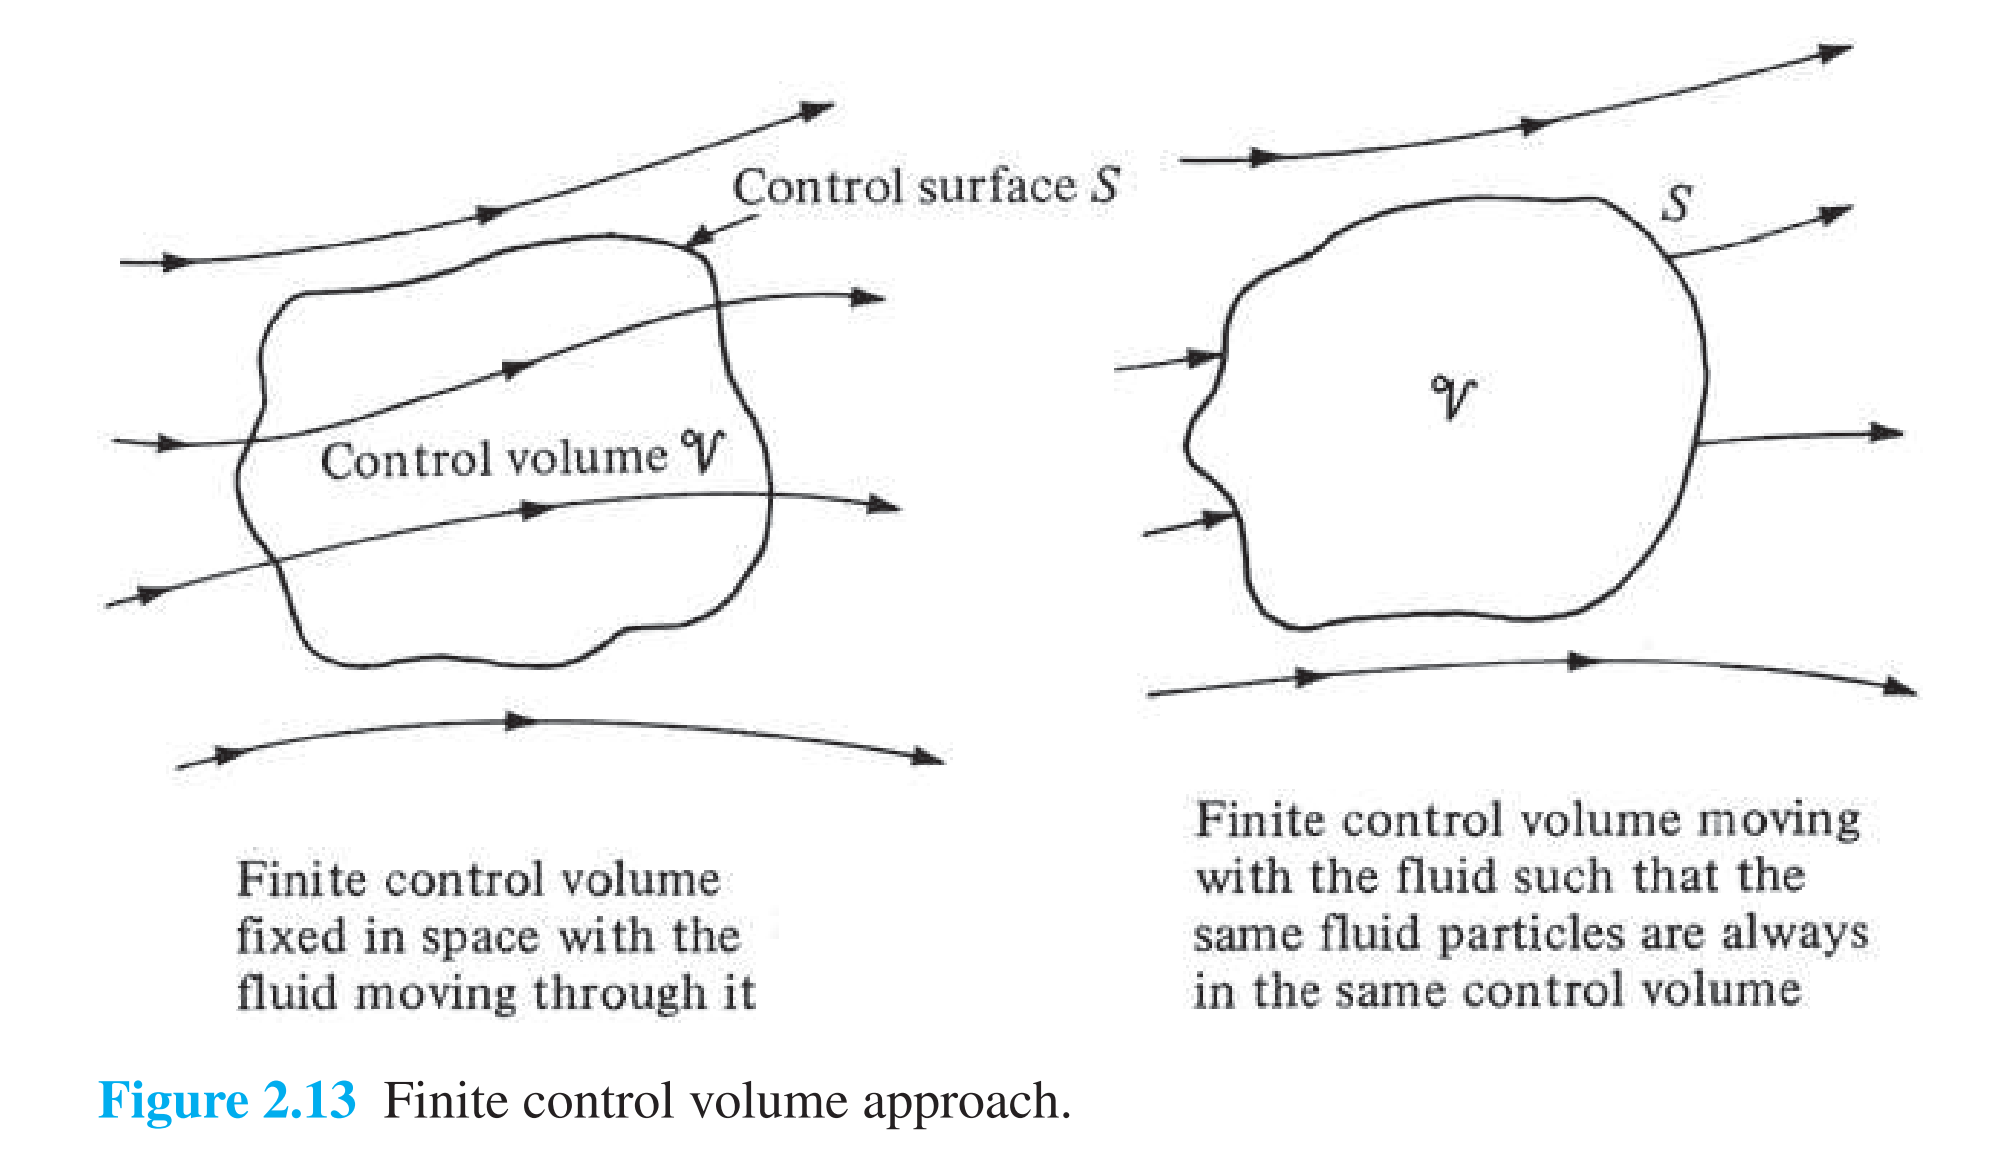 Control surface S
Control volume 𝒱
Finite control volume
fixed in space with the
fluid moving through it
S
𝒱
Finite control volume moving
with the fluid such that the
same fluid particles are always
in the same control volume
Figure 2.13 Finite control volume approach.